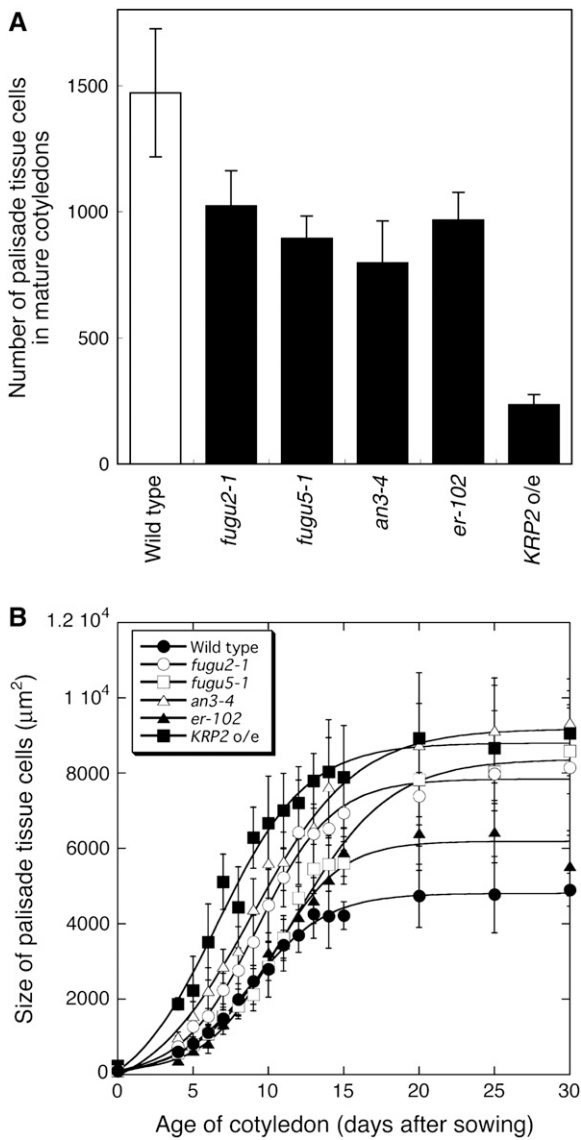 A
Number of palisade tissue cells
in mature cotyledons
1500
1000
500
0
Wild type
fugu2-1
fugu5-1
an3-4
er-102
KRP2 o/e
B
Size of palisade tissue cells (μm²)
1.2 10⁴
1 10⁴
8000
6000
4000
2000
0
Wild type
fugu2-1
fugu5-1
an3-4
er-102
KRP2 o/e
0 5 10 15 20 25 30
Age of cotyledon (days after sowing)